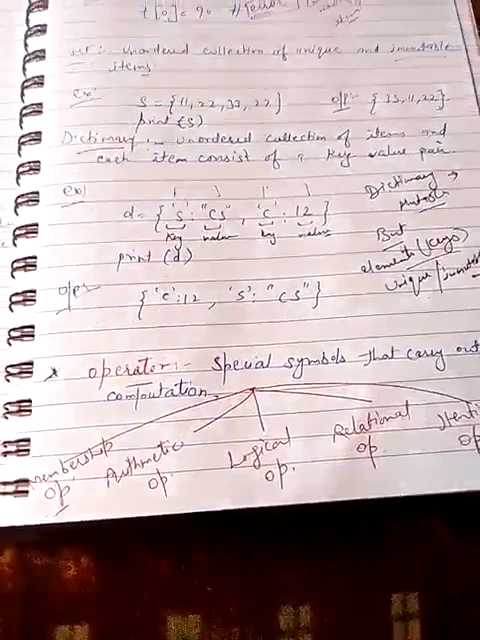 t[0] = 90 # error
set: unordered collection of unique and immutable
items.
ex: S = {11, 22, 33, 22} o/p:- {33, 11, 22}
print(S)
Dictionary :- unordered collection of items and
each item consist of a key value pair.
ex) d = {'s': "CS", 'c': 12}
key value key value
print(d)
Dictionary →
mutable
But
elements (keys)
unique /
o/p:- {'c': 12, 's': "CS"}
* operator:- Special symbols that carry out
computation.
membership op.
Arithmetic op.
Logical op.
Relational op.
op